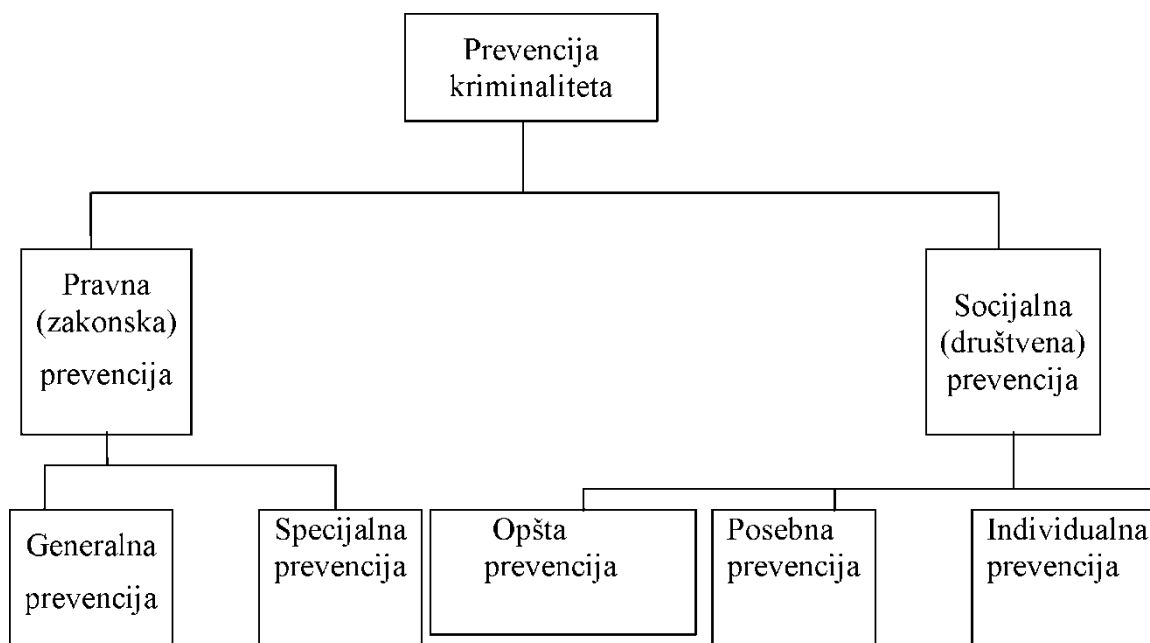 Prevencija
kriminaliteta
Pravna
(zakonska)
prevencija
Socijalna
(društvena)
prevencija
Generalna
prevencija
Specijalna
prevencija
Opšta
prevencija
Posebna
prevencija
Individualna
prevencija